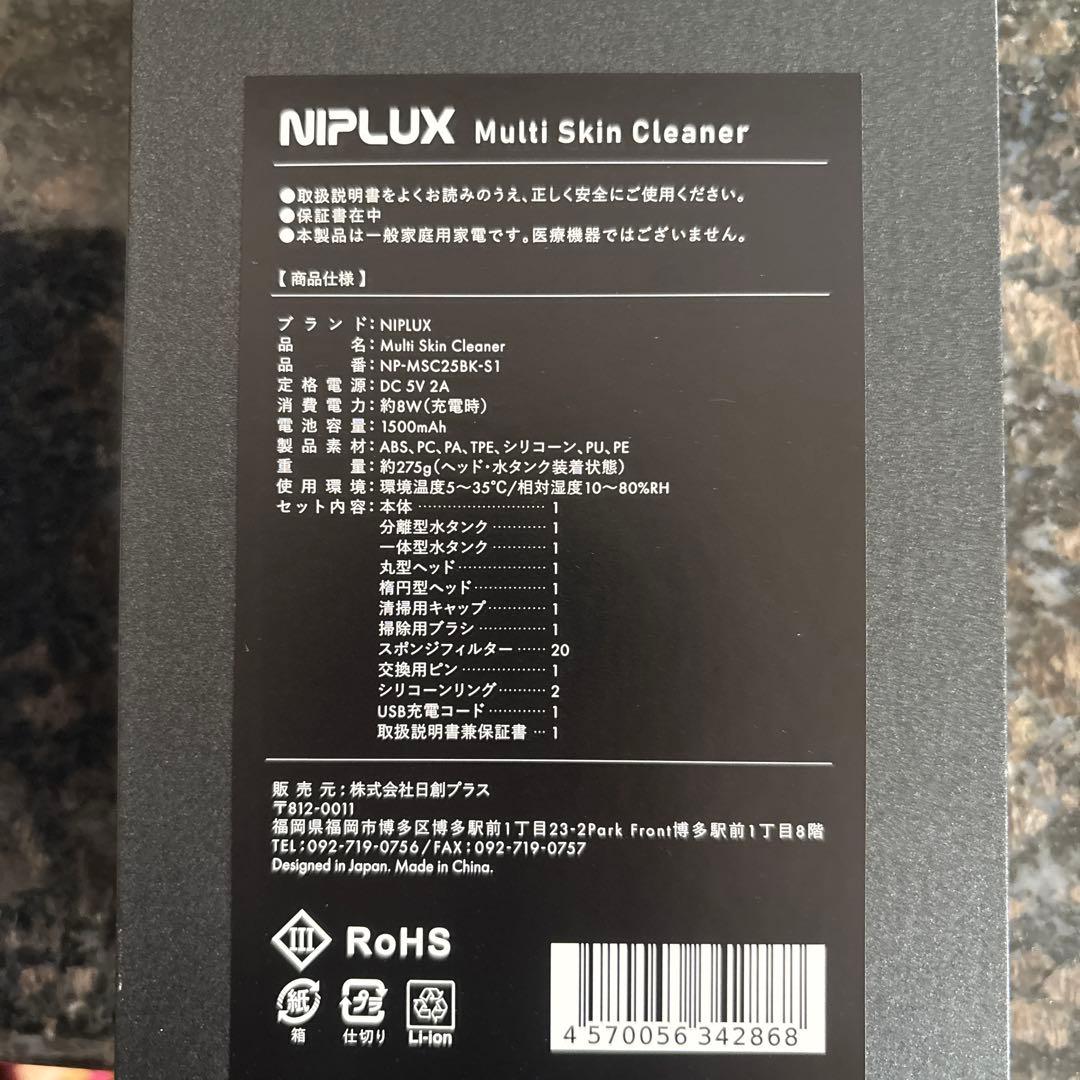 NIPLUX Multi Skin Cleaner
●取扱説明書をよくお読みのうえ、正しく安全にご使用ください。
●保証書在中
●本製品は一般家庭用家電です。医療機器ではございません。
【 商品仕様 】
ブランド：NIPLUX
品名：Multi Skin Cleaner
品番：NP-MSC25BK-S1
定格電源：DC 5V 2A
消費電力：約8W（充電時）
電池容量：1500mAh
製品素材：ABS、PC、PA、TPE、シリコーン、PU、PE
重量：約275g（ヘッド・水タンク装着状態）
使用環境：環境温度5〜35℃/相対湿度10〜80%RH
セット内容：本体 ………………… 1
分離型水タンク ………… 1
一体型水タンク ………… 1
丸型ヘッド ……………… 1
楕円型ヘッド …………… 1
清掃用キャップ ………… 1
掃除用ブラシ …………… 1
スポンジフィルター …… 20
交換用ピン ……………… 1
シリコーンリング ……… 2
USB充電コード ………… 1
取扱説明書兼保証書 … 1
販売元：株式会社日創プラス
〒812-0011
福岡県福岡市博多区博多駅前1丁目23-2Park Front博多駅前1丁目8階
TEL：092-719-0756/FAX：092-719-0757
Designed in Japan. Made in China.
III RoHS
紙 プラ
箱 仕切り Li-ion
4 570056 342868